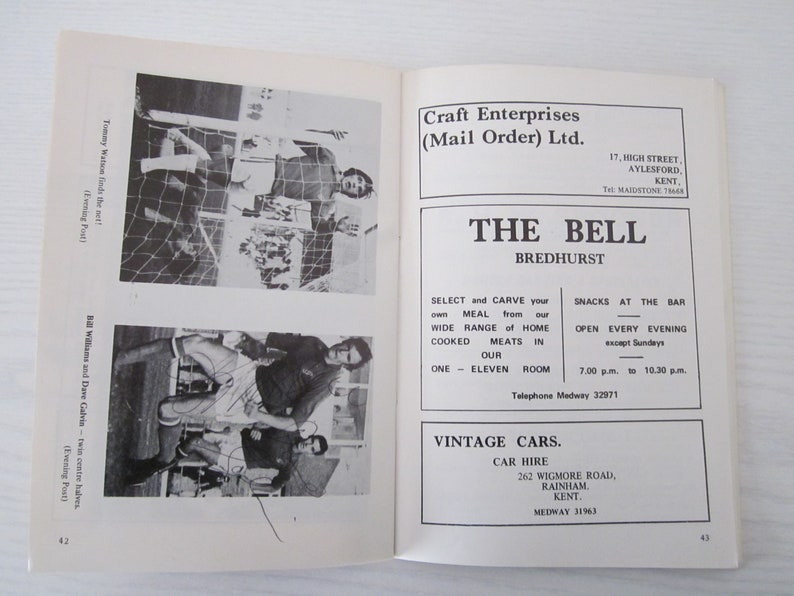 Tommy Watson finds the net!
(Evening Post)
Bill Williams and Dave Galvin – twin centre halves.
(Evening Post)
42
Craft Enterprises
(Mail Order) Ltd.
17, HIGH STREET,
AYLESFORD,
KENT,
Tel: MAIDSTONE 78668
THE BELL
BREDHURST
SELECT and CARVE your
own MEAL from our
WIDE RANGE of HOME
COOKED MEATS IN
OUR
ONE – ELEVEN ROOM
SNACKS AT THE BAR
OPEN EVERY EVENING
except Sundays
7.00 p.m. to 10.30 p.m.
Telephone Medway 32971
VINTAGE CARS.
CAR HIRE
262 WIGMORE ROAD,
RAINHAM.
KENT.
MEDWAY 31963
43